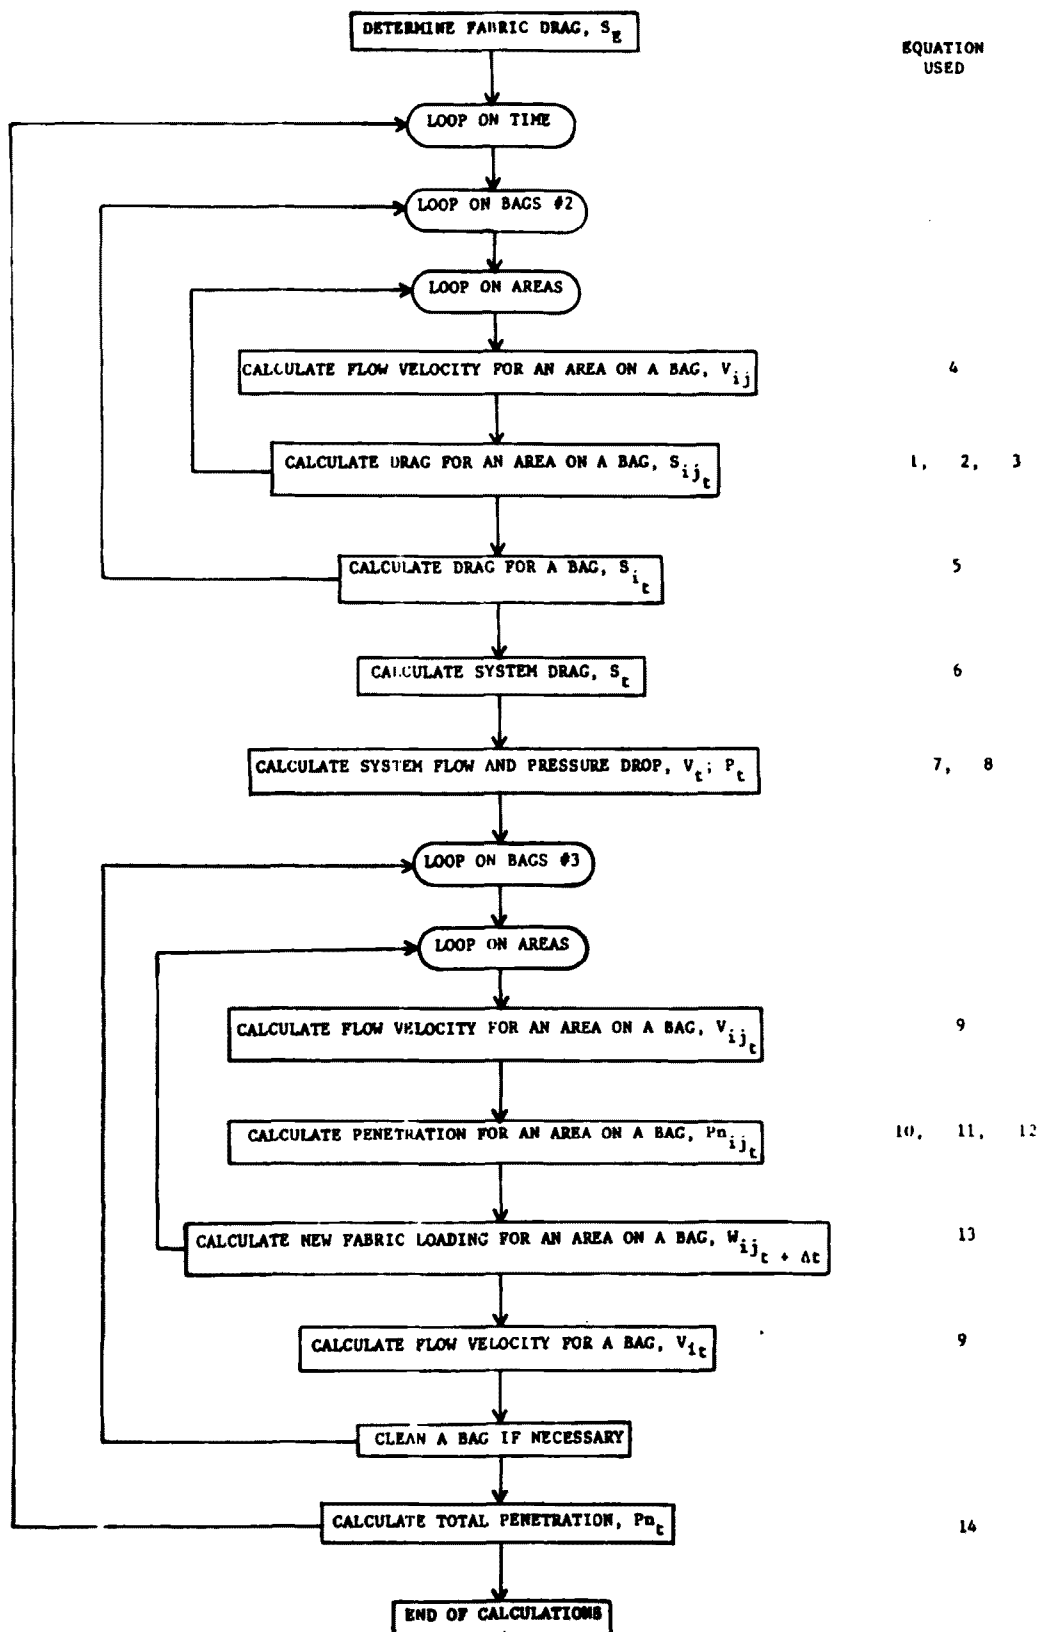 DETERMINE FABRIC DRAG, S_E
EQUATION
USED
LOOP ON TIME
LOOP ON BAGS #2
LOOP ON AREAS
CALCULATE FLOW VELOCITY FOR AN AREA ON A BAG, V_ij 4
CALCULATE DRAG FOR AN AREA ON A BAG, S_ij_t 1, 2, 3
CALCULATE DRAG FOR A BAG, S_i_t 5
CALCULATE SYSTEM DRAG, S_t 6
CALCULATE SYSTEM FLOW AND PRESSURE DROP, V_t; P_t 7, 8
LOOP ON BAGS #3
LOOP ON AREAS
CALCULATE FLOW VELOCITY FOR AN AREA ON A BAG, V_ij_t 9
CALCULATE PENETRATION FOR AN AREA ON A BAG, Pn_ij_t 10, 11, 12
CALCULATE NEW FABRIC LOADING FOR AN AREA ON A BAG, W_ij_t + Δt 13
CALCULATE FLOW VELOCITY FOR A BAG, V_i_t 9
CLEAN A BAG IF NECESSARY
CALCULATE TOTAL PENETRATION, Pn_t 14
END OF CALCULATIONS